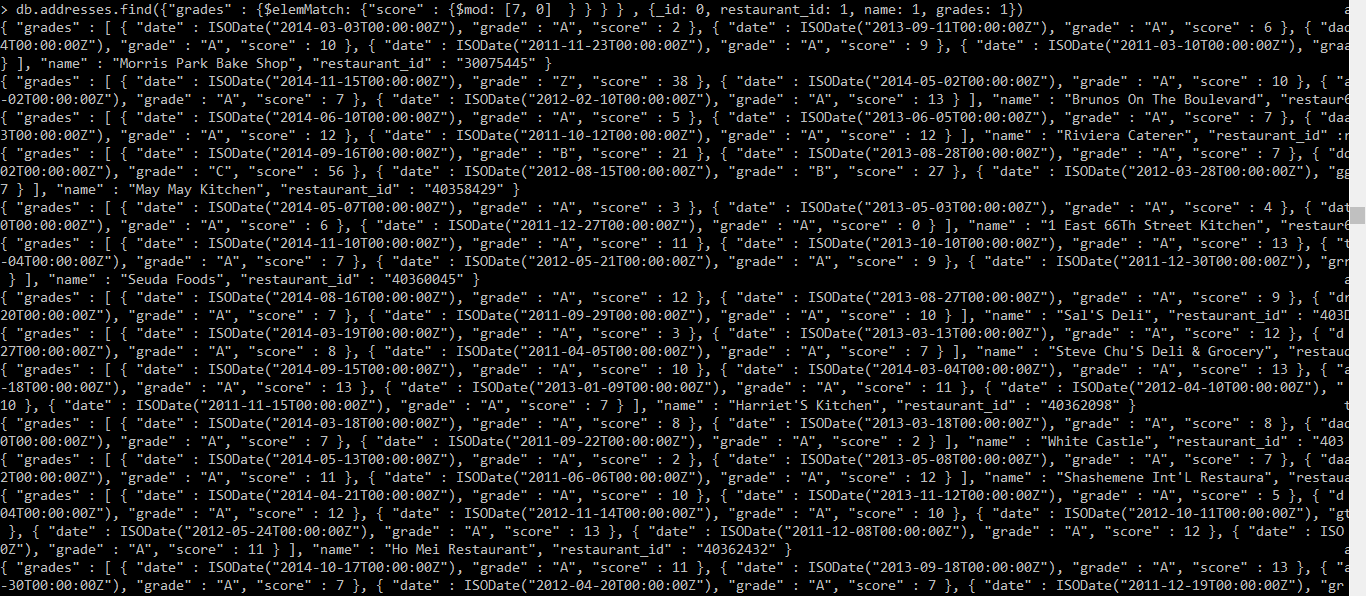 > db.addresses.find({"grades" : {$elemMatch: {"score" : {$mod: [7, 0]  } } } } , {_id: 0, restaurant_id: 1, name: 1, grades: 1})
{ "grades" : [ { "date" : ISODate("2014-03-03T00:00:00Z"), "grade" : "A", "score" : 2 }, { "date" : ISODate("2013-09-11T00:00:00Z"), "grade" : "A", "score" : 6 }, { "da
4T00:00:00Z"), "grade" : "A", "score" : 10 }, { "date" : ISODate("2011-11-23T00:00:00Z"), "grade" : "A", "score" : 9 }, { "date" : ISODate("2011-03-10T00:00:00Z"), "gra
} ], "name" : "Morris Park Bake Shop", "restaurant_id" : "30075445" }
{ "grades" : [ { "date" : ISODate("2014-11-15T00:00:00Z"), "grade" : "Z", "score" : 38 }, { "date" : ISODate("2014-05-02T00:00:00Z"), "grade" : "A", "score" : 10 }, { "
-02T00:00:00Z"), "grade" : "A", "score" : 7 }, { "date" : ISODate("2012-02-10T00:00:00Z"), "grade" : "A", "score" : 13 } ], "name" : "Brunos On The Boulevard", "restaur
{ "grades" : [ { "date" : ISODate("2014-06-10T00:00:00Z"), "grade" : "A", "score" : 5 }, { "date" : ISODate("2013-06-05T00:00:00Z"), "grade" : "A", "score" : 7 }, { "da
3T00:00:00Z"), "grade" : "A", "score" : 12 }, { "date" : ISODate("2011-10-12T00:00:00Z"), "grade" : "A", "score" : 12 } ], "name" : "Riviera Caterer", "restaurant_id" :
{ "grades" : [ { "date" : ISODate("2014-09-16T00:00:00Z"), "grade" : "B", "score" : 21 }, { "date" : ISODate("2013-08-28T00:00:00Z"), "grade" : "A", "score" : 7 }, { "d
02T00:00:00Z"), "grade" : "C", "score" : 56 }, { "date" : ISODate("2012-08-15T00:00:00Z"), "grade" : "B", "score" : 27 }, { "date" : ISODate("2012-03-28T00:00:00Z"), "g
7 } ], "name" : "May May Kitchen", "restaurant_id" : "40358429" }
{ "grades" : [ { "date" : ISODate("2014-05-07T00:00:00Z"), "grade" : "A", "score" : 3 }, { "date" : ISODate("2013-05-03T00:00:00Z"), "grade" : "A", "score" : 4 }, { "dat
0T00:00:00Z"), "grade" : "A", "score" : 6 }, { "date" : ISODate("2011-12-27T00:00:00Z"), "grade" : "A", "score" : 0 } ], "name" : "1 East 66Th Street Kitchen", "restaur
{ "grades" : [ { "date" : ISODate("2014-11-10T00:00:00Z"), "grade" : "A", "score" : 11 }, { "date" : ISODate("2013-10-10T00:00:00Z"), "grade" : "A", "score" : 13 }, { "
-04T00:00:00Z"), "grade" : "A", "score" : 7 }, { "date" : ISODate("2012-05-21T00:00:00Z"), "grade" : "A", "score" : 9 }, { "date" : ISODate("2011-12-30T00:00:00Z"), "gr
} ], "name" : "Seuda Foods", "restaurant_id" : "40360045" }
{ "grades" : [ { "date" : ISODate("2014-08-16T00:00:00Z"), "grade" : "A", "score" : 12 }, { "date" : ISODate("2013-08-27T00:00:00Z"), "grade" : "A", "score" : 9 }, { "d
20T00:00:00Z"), "grade" : "A", "score" : 7 }, { "date" : ISODate("2011-09-29T00:00:00Z"), "grade" : "A", "score" : 10 } ], "name" : "Sal'S Deli", "restaurant_id" : "403
{ "grades" : [ { "date" : ISODate("2014-03-19T00:00:00Z"), "grade" : "A", "score" : 3 }, { "date" : ISODate("2013-03-13T00:00:00Z"), "grade" : "A", "score" : 12 }, { "d
27T00:00:00Z"), "grade" : "A", "score" : 8 }, { "date" : ISODate("2011-04-05T00:00:00Z"), "grade" : "A", "score" : 7 } ], "name" : "Steve Chu'S Deli & Grocery", "restau
{ "grades" : [ { "date" : ISODate("2014-09-15T00:00:00Z"), "grade" : "A", "score" : 10 }, { "date" : ISODate("2014-03-04T00:00:00Z"), "grade" : "A", "score" : 13 }, { "
-18T00:00:00Z"), "grade" : "A", "score" : 13 }, { "date" : ISODate("2013-01-09T00:00:00Z"), "grade" : "A", "score" : 11 }, { "date" : ISODate("2012-04-10T00:00:00Z"), "
10 }, { "date" : ISODate("2011-11-15T00:00:00Z"), "grade" : "A", "score" : 7 } ], "name" : "Harriet'S Kitchen", "restaurant_id" : "40362098" }
{ "grades" : [ { "date" : ISODate("2014-03-18T00:00:00Z"), "grade" : "A", "score" : 8 }, { "date" : ISODate("2013-03-18T00:00:00Z"), "grade" : "A", "score" : 8 }, { "da
0T00:00:00Z"), "grade" : "A", "score" : 7 }, { "date" : ISODate("2011-09-22T00:00:00Z"), "grade" : "A", "score" : 2 } ], "name" : "White Castle", "restaurant_id" : "403
{ "grades" : [ { "date" : ISODate("2014-05-13T00:00:00Z"), "grade" : "A", "score" : 2 }, { "date" : ISODate("2013-05-08T00:00:00Z"), "grade" : "A", "score" : 7 }, { "da
2T00:00:00Z"), "grade" : "A", "score" : 11 }, { "date" : ISODate("2011-06-06T00:00:00Z"), "grade" : "A", "score" : 12 } ], "name" : "Shashemene Int'L Restaura", "restau
{ "grades" : [ { "date" : ISODate("2014-04-21T00:00:00Z"), "grade" : "A", "score" : 10 }, { "date" : ISODate("2013-11-12T00:00:00Z"), "grade" : "A", "score" : 5 }, { "d
04T00:00:00Z"), "grade" : "A", "score" : 12 }, { "date" : ISODate("2012-11-14T00:00:00Z"), "grade" : "A", "score" : 10 }, { "date" : ISODate("2012-10-11T00:00:00Z"), "g
}, { "date" : ISODate("2012-05-24T00:00:00Z"), "grade" : "A", "score" : 13 }, { "date" : ISODate("2011-12-08T00:00:00Z"), "grade" : "A", "score" : 12 }, { "date" : ISO
0Z"), "grade" : "A", "score" : 11 } ], "name" : "Ho Mei Restaurant", "restaurant_id" : "40362432" }
{ "grades" : [ { "date" : ISODate("2014-10-17T00:00:00Z"), "grade" : "A", "score" : 11 }, { "date" : ISODate("2013-09-18T00:00:00Z"), "grade" : "A", "score" : 13 }, {
-30T00:00:00Z"), "grade" : "A", "score" : 7 }, { "date" : ISODate("2012-04-20T00:00:00Z"), "grade" : "A", "score" : 7 }, { "date" : ISODate("2011-12-19T00:00:00Z"), "gr